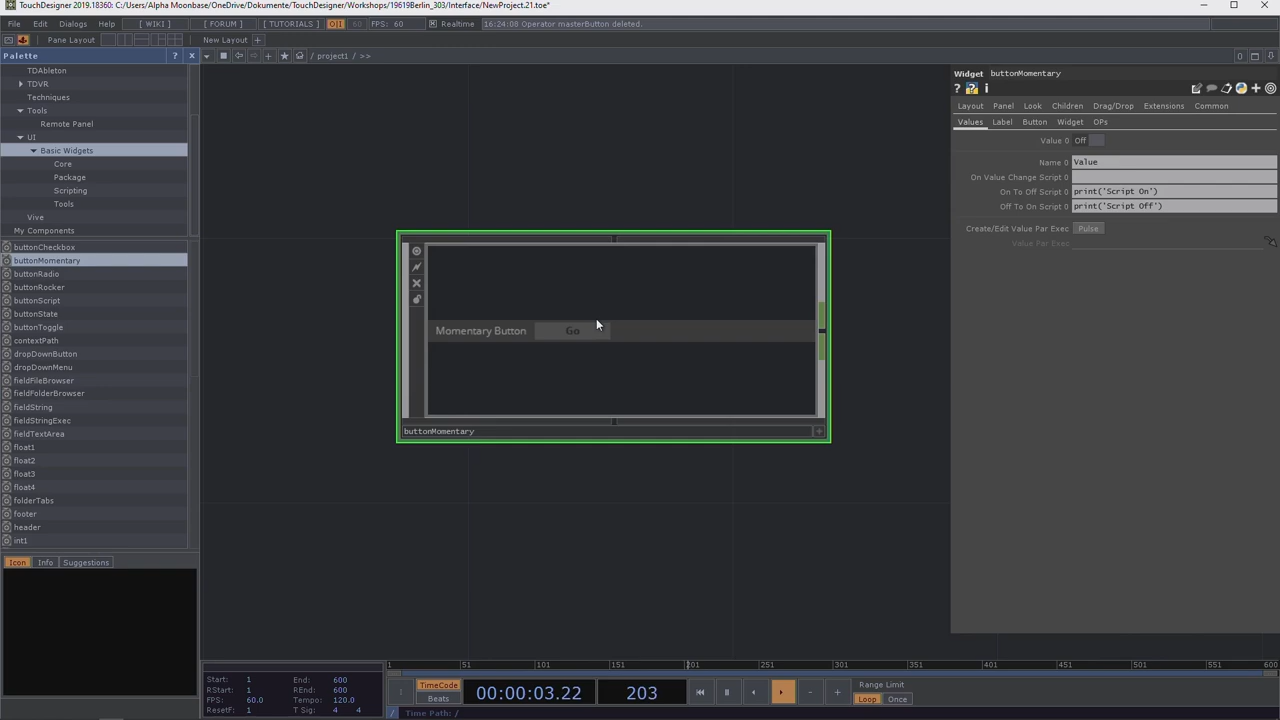 TouchDesigner 2019.18360: C:/Users/Alpha Moonbase/OneDrive/Dokumente/TouchDesigner/Workshops/19619Berlin_303/Interface/NewProject.21.toe*
File Edit Dialogs Help [ WIKI ] [ FORUM ] [ TUTORIALS ] O|I FPS: 60 Realtime 16:24:08 Operator masterButton deleted.
Pane Layout New Layout +
Palette ? x
/ project1 / >>
TDAbleton
TDVR
Techniques
Tools
Remote Panel
UI
Basic Widgets
Core
Package
Scripting
Tools
Vive
My Components
buttonCheckbox
buttonMomentary
buttonRadio
buttonRocker
buttonScript
buttonState
buttonToggle
contextPath
dropDownButton
dropDownMenu
fieldFileBrowser
fieldFolderBrowser
fieldString
fieldStringExec
fieldTextArea
float1
float2
float3
float4
folderTabs
footer
header
int1
Icon Info Suggestions
Momentary Button Go
buttonMomentary
Widget buttonMomentary
? ? i
Layout Panel Look Children Drag/Drop Extensions Common
Values Label Button Widget OPs
Value 0 Off
Name 0 Value
On Value Change Script 0
On To Off Script 0 print('Script On')
Off To On Script 0 print('Script Off')
Create/Edit Value Par Exec Pulse
Value Par Exec
1 51 101 151 201 251 301 351 401 451 501 551 600
Start: 1 End: 600
RStart: 1 REnd: 600
FPS: 60.0 Tempo: 120.0
ResetF: 1 T Sig: 4 4
TimeCode
Beats
00:00:03.22 203
Range Limit
Loop Once
/ Time Path: /